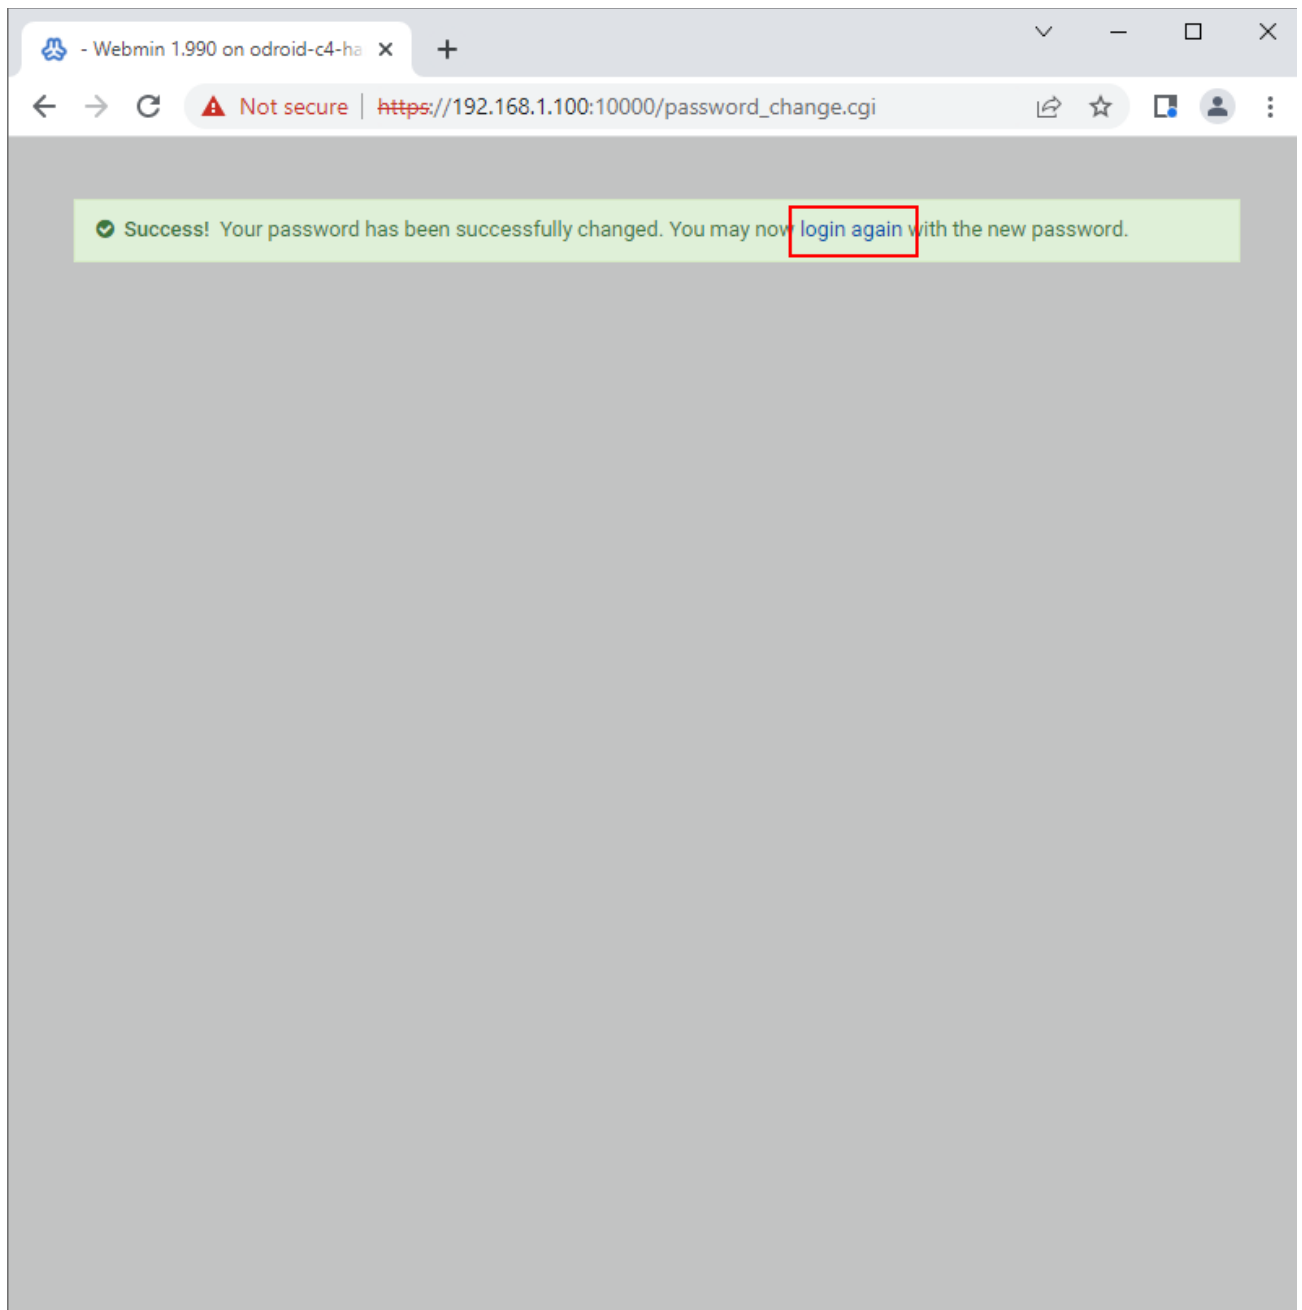 - Webmin 1.990 on odroid-c4-ha
Not secure | https://192.168.1.100:10000/password_change.cgi
Success! Your password has been successfully changed. You may now login again with the new password.